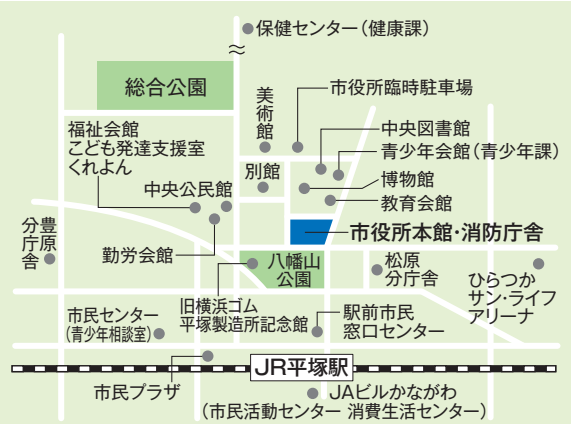 保健センター(健康課)
総合公園
美術館
市役所臨時駐車場
福祉会館
こども発達支援室
くれよん
中央図書館
青少年会館(青少年課)
中央公民館
別館
博物館
教育会館
豊原
分庁舎
勤労会館
市役所本館・消防庁舎
八幡山
公園
松原
分庁舎
ひらつか
サン・ライフ
アリーナ
旧横浜ゴム
平塚製造所記念館
市民センター
(青少年相談室)
駅前市民
窓口センター
JR平塚駅
市民プラザ
JAビルかながわ
(市民活動センター 消費生活センター)